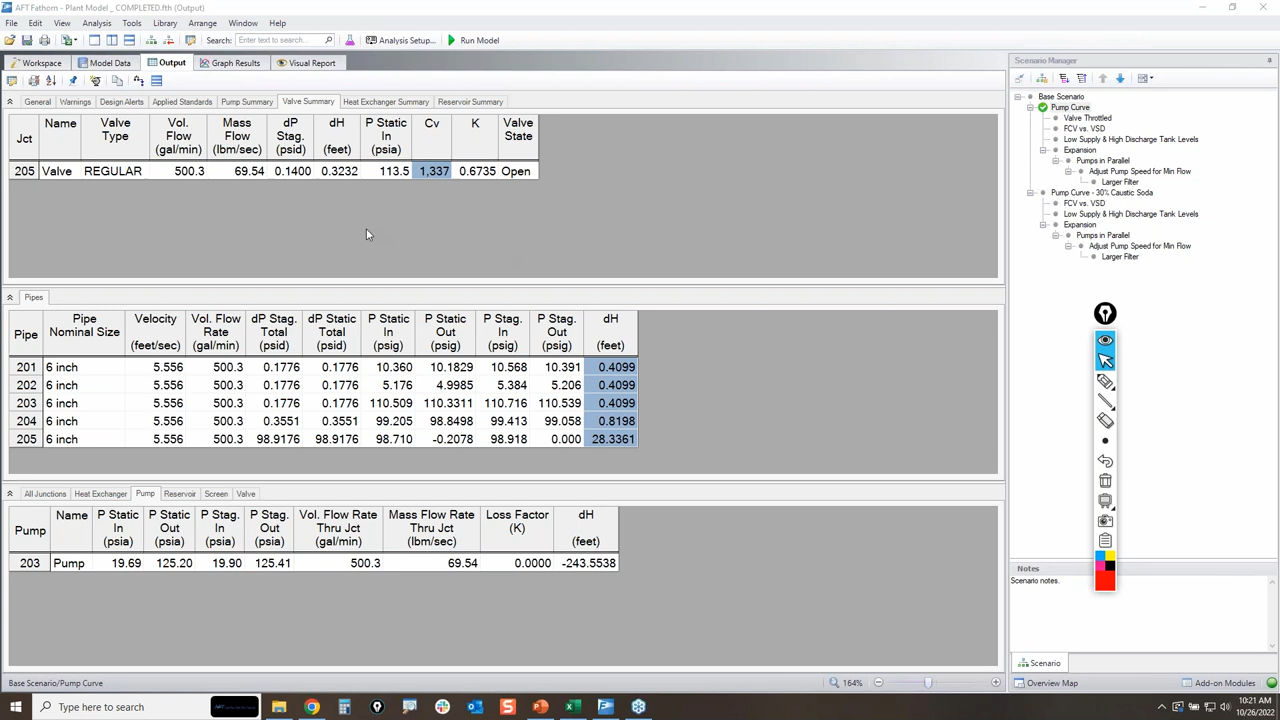 AFT Fathom - Plant Model _ COMPLETED.fth (Output)
File Edit View Analysis Tools Library Arrange Window Help
Search: Enter text to search... Analysis Setup... Run Model
Workspace Model Data Output Graph Results Visual Report
General Warnings Design Alerts Applied Standards Pump Summary Valve Summary Heat Exchanger Summary Reservoir Summary
Jct Name Valve Type Vol. Flow (gal/min) Mass Flow (lbm/sec) dP Stag. (psid) dH (feet) P Static In (psia) Cv K Valve State
205 Valve REGULAR 500.3 69.54 0.1400 0.3232 113.5 1,337 0.6735 Open
Pipes
Pipe Pipe Nominal Size Velocity (feet/sec) Vol. Flow Rate (gal/min) dP Stag. Total (psid) dP Static Total (psid) P Static In (psig) P Static Out (psig) P Stag. In (psig) P Stag. Out (psig) dH (feet)
201 6 inch 5.556 500.3 0.1776 0.1776 10.360 10.1829 10.568 10.391 0.4099
202 6 inch 5.556 500.3 0.1776 0.1776 5.176 4.9985 5.384 5.206 0.4099
203 6 inch 5.556 500.3 0.1776 0.1776 110.509 110.3311 110.716 110.539 0.4099
204 6 inch 5.556 500.3 0.3551 0.3551 99.205 98.8498 99.413 99.058 0.8198
205 6 inch 5.556 500.3 98.9176 98.9176 98.710 -0.2078 98.918 0.000 28.3361
All Junctions Heat Exchanger Pump Reservoir Screen Valve
Pump Name P Static In (psia) P Static Out (psia) P Stag. In (psia) P Stag. Out (psia) Vol. Flow Rate Thru Jct (gal/min) Mass Flow Rate Thru Jct (lbm/sec) Loss Factor (K) dH (feet)
203 Pump 19.69 125.20 19.90 125.41 500.3 69.54 0.0000 -243.5538
Scenario Manager
Base Scenario
Pump Curve
Valve Throttled
FCV vs. VSD
Low Supply & High Discharge Tank Levels
Expansion
Pumps in Parallel
Adjust Pump Speed for Min Flow
Larger Filter
Pump Curve - 30% Caustic Soda
FCV vs. VSD
Low Supply & High Discharge Tank Levels
Expansion
Pumps in Parallel
Adjust Pump Speed for Min Flow
Larger Filter
Notes
Scenario notes.
Scenario
Base Scenario/Pump Curve 164% Overview Map Add-on Modules
Type here to search
10:21 AM
10/26/2022